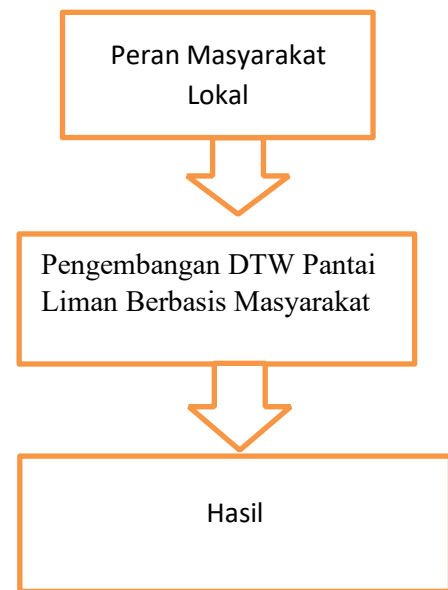 Peran Masyarakat
Lokal
Pengembangan DTW Pantai
Liman Berbasis Masyarakat
Hasil